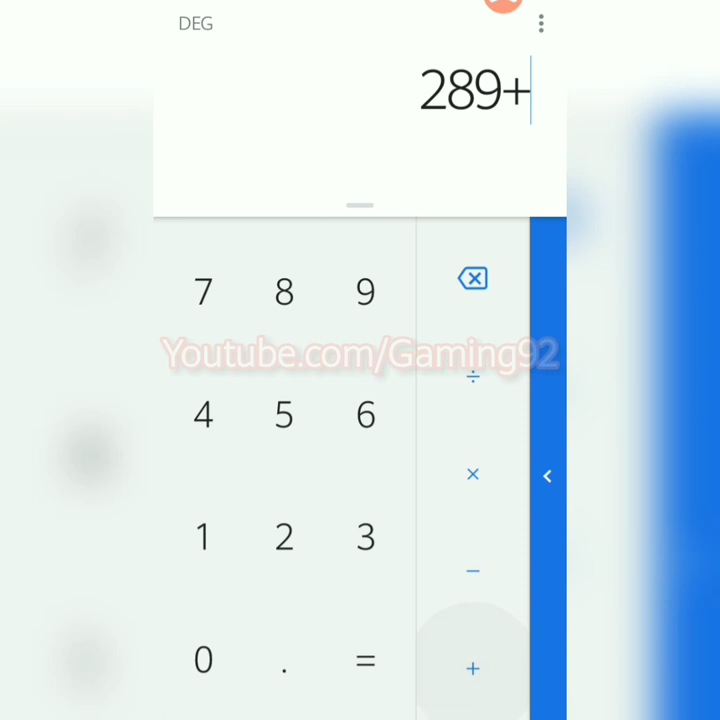 DEG
289+
7 8 9
÷
Youtube.com/Gaming92
4 5 6
×
1 2 3
−
0 . =
+